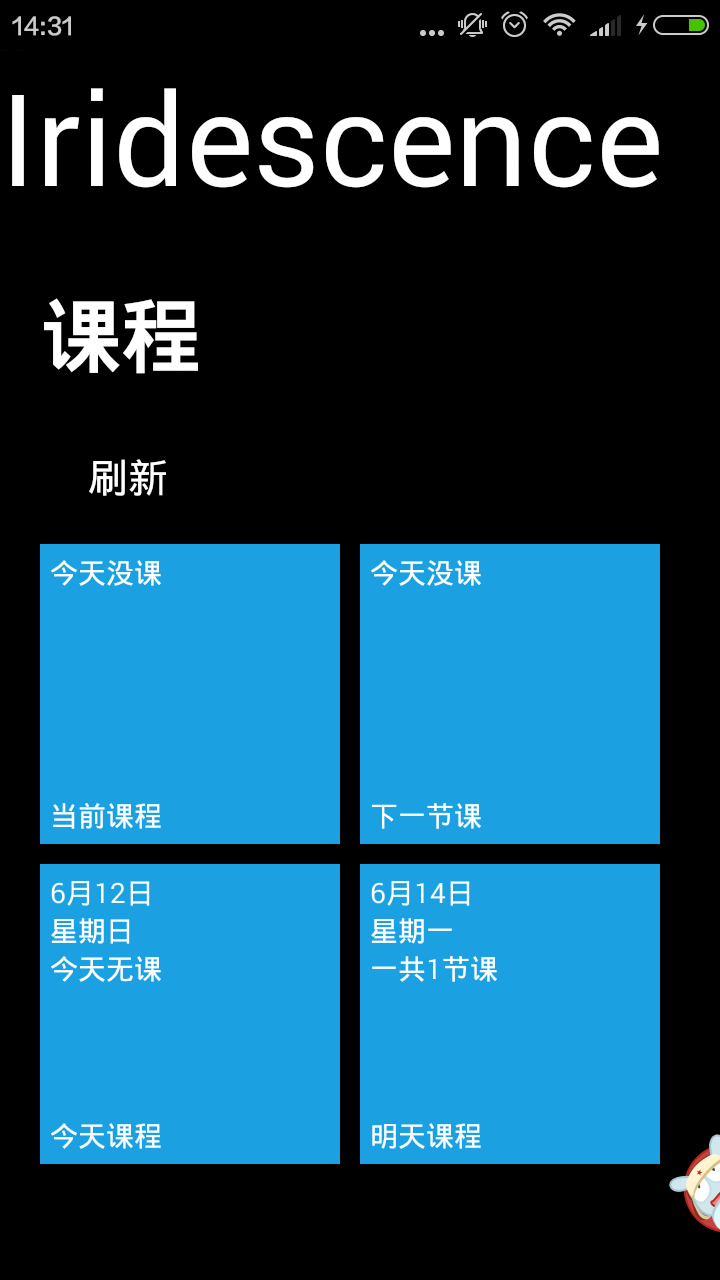 14:31
Iridescence
课程
刷新
今天没课
今天没课
当前课程
下一节课
6月12日
星期日
今天无课
今天课程
6月14日
星期一
一共1节课
明天课程